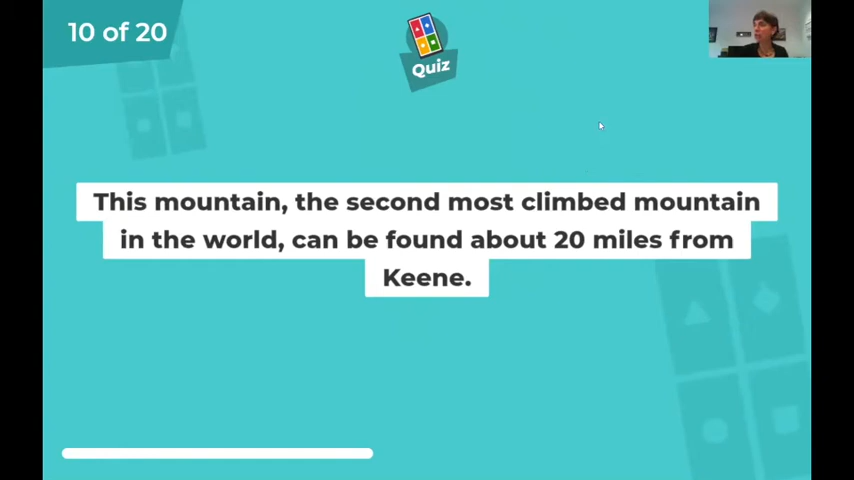 10 of 20
Quiz
This mountain, the second most climbed mountain
in the world, can be found about 20 miles from
Keene.